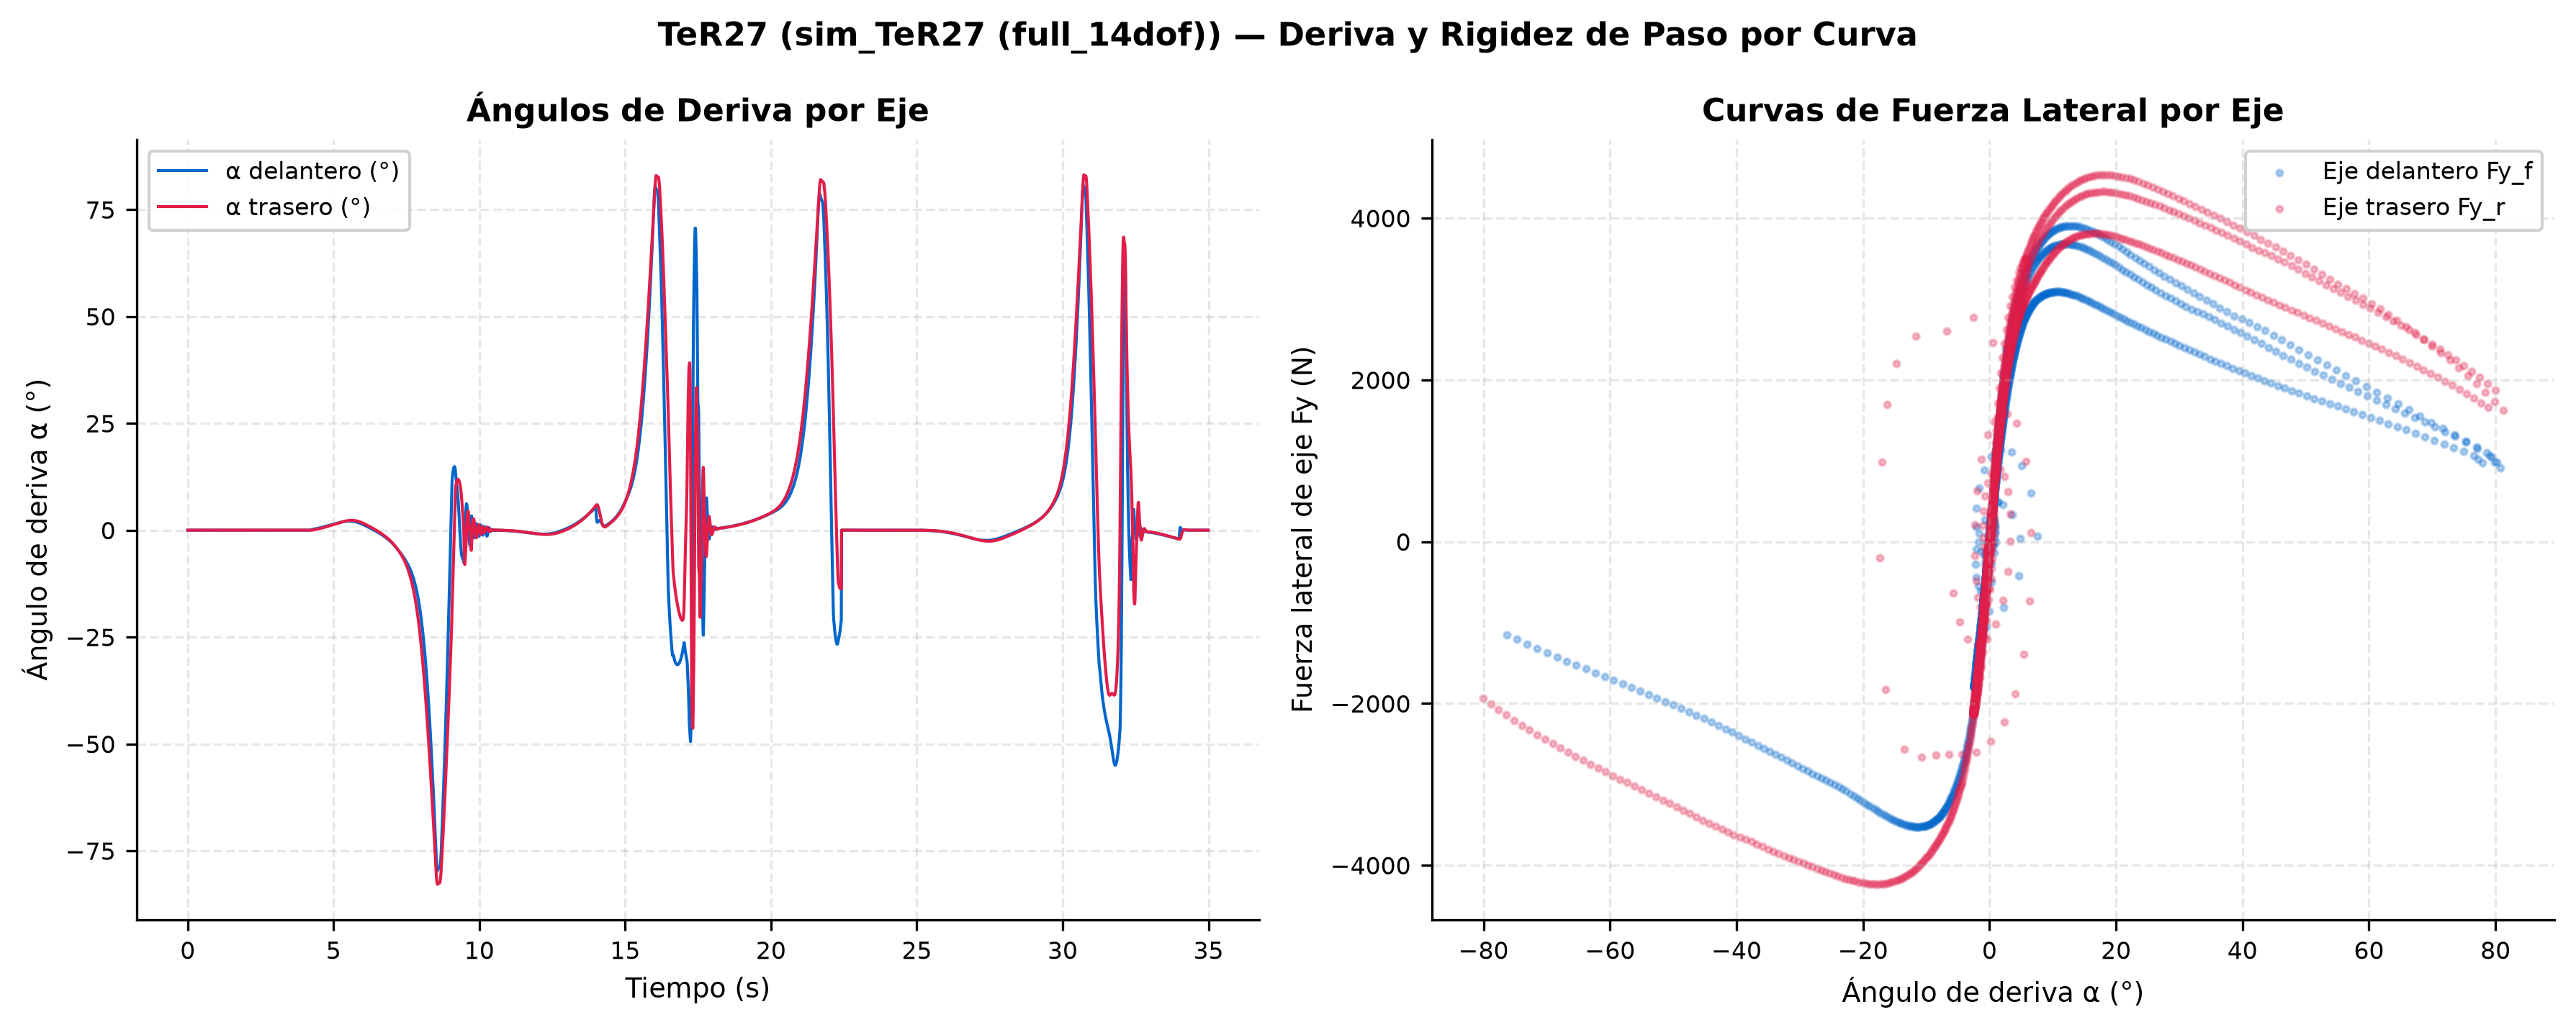 TeR27 (sim_TeR27 (full_14dof)) — Deriva y Rigidez de Paso por Curva
Ángulos de Deriva por Eje
α delantero (°)
α trasero (°)
Ángulo de deriva α (°)
75
50
25
0
−25
−50
−75
0
5
10
15
20
25
30
35
Tiempo (s)
Curvas de Fuerza Lateral por Eje
Eje delantero Fy_f
Eje trasero Fy_r
Fuerza lateral de eje Fy (N)
4000
2000
0
−2000
−4000
−80
−60
−40
−20
0
20
40
60
80
Ángulo de deriva α (°)